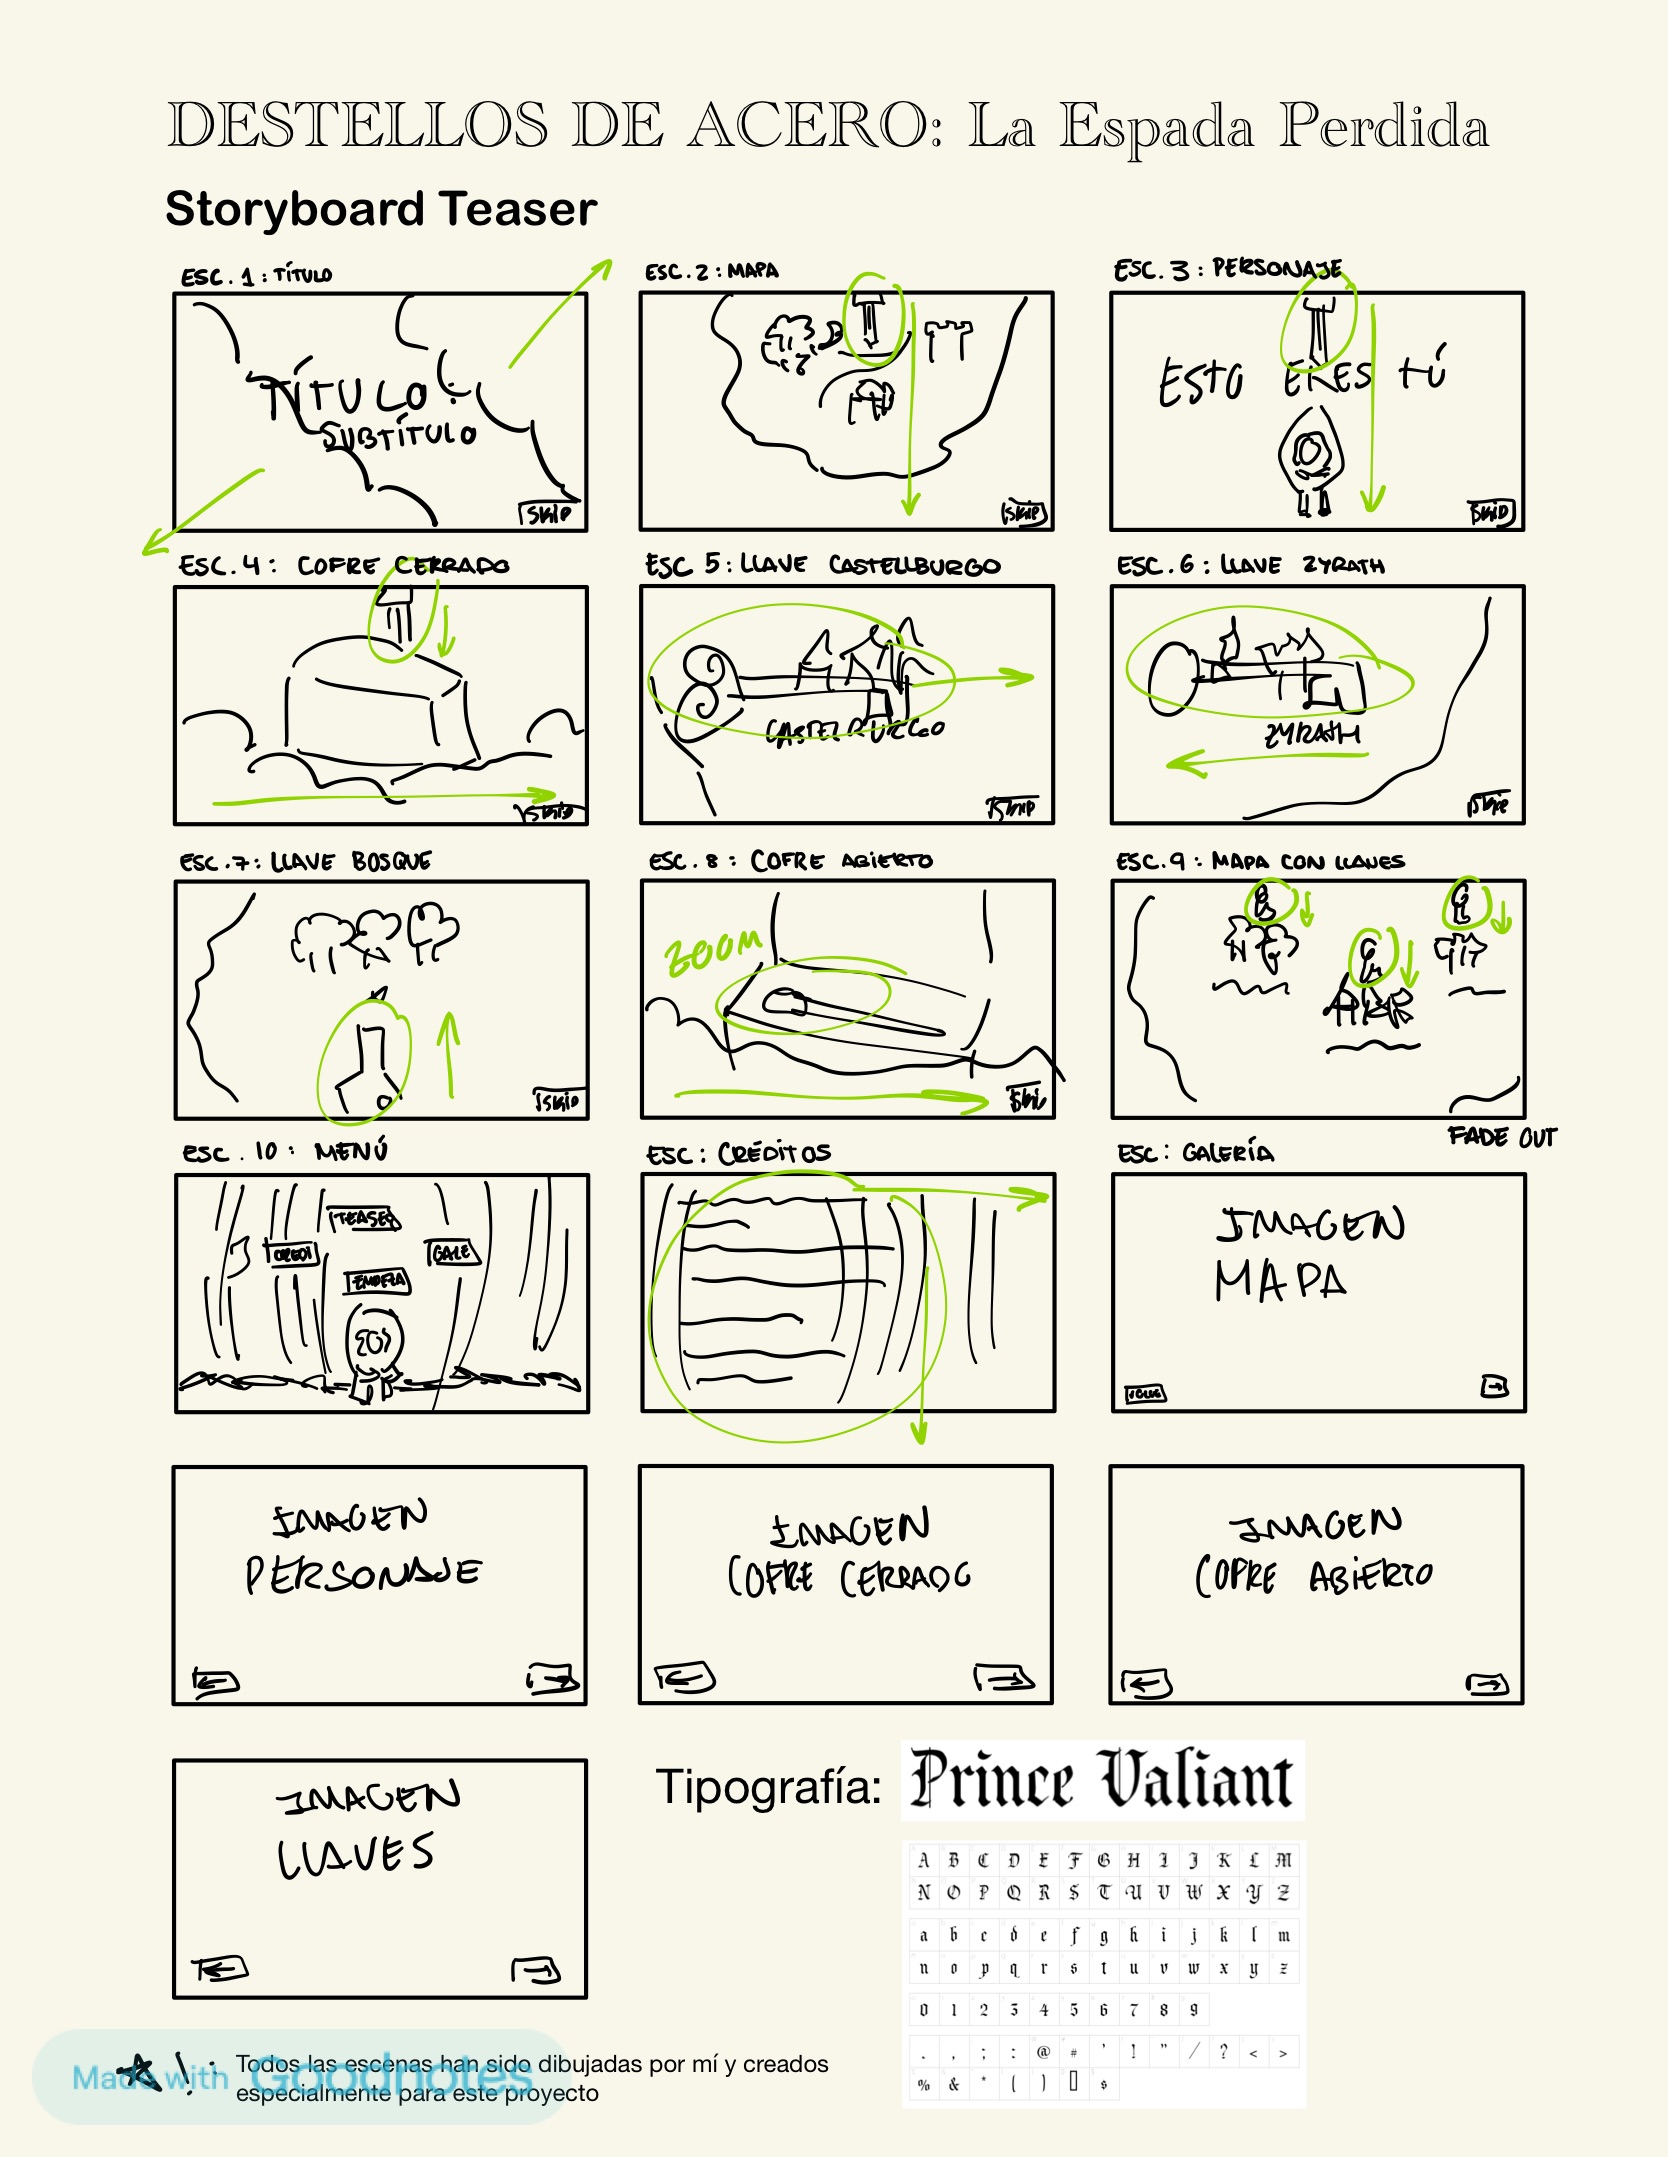 DESTELLOS DE ACERO: La Espada Perdida
Storyboard Teaser
ESC. 1: TÍTULO
ESC. 2: MAPA
ESC. 3: PERSONAJE
TÍTULO
SUBTÍTULO
SKIP
SKIP
ESTO ERES TÚ
SKIP
ESC. 4: COFRE CERRADO
ESC 5: LLAVE CASTELLBURGO
ESC. 6: LLAVE ZYRATH
SKIP
CASTELBURGO
SKIP
ZYRATH
SKIP
ESC. 7: LLAVE BOSQUE
ESC. 8: COFRE ABIERTO
ESC. 9: MAPA CON LLAVES
SKIP
ZOOM
SKI
FADE OUT
ESC. 10: MENÚ
ESC: CRÉDITOS
ESC: GALERÍA
TEASER
CREDI
GALE
EMPEZA
IMAGEN
MAPA
IMAGEN
PERSONAJE
IMAGEN
COFRE CERRADO
IMAGEN
COFRE ABIERTO
IMAGEN
LLAVES
Tipografía: Prince Valiant
A B C D E F G H I J K L M
N O P Q R S T U V W X Y Z
a b c d e f g h i j k l m
n o p q r s t u v w x y z
0 1 2 3 4 5 6 7 8 9
. , ; : @ # ' ! " / ? < >
% & * ( ) $
! : Todos las escenas han sido dibujadas por mí y creados
especialmente para este proyecto
Made with Goodnotes